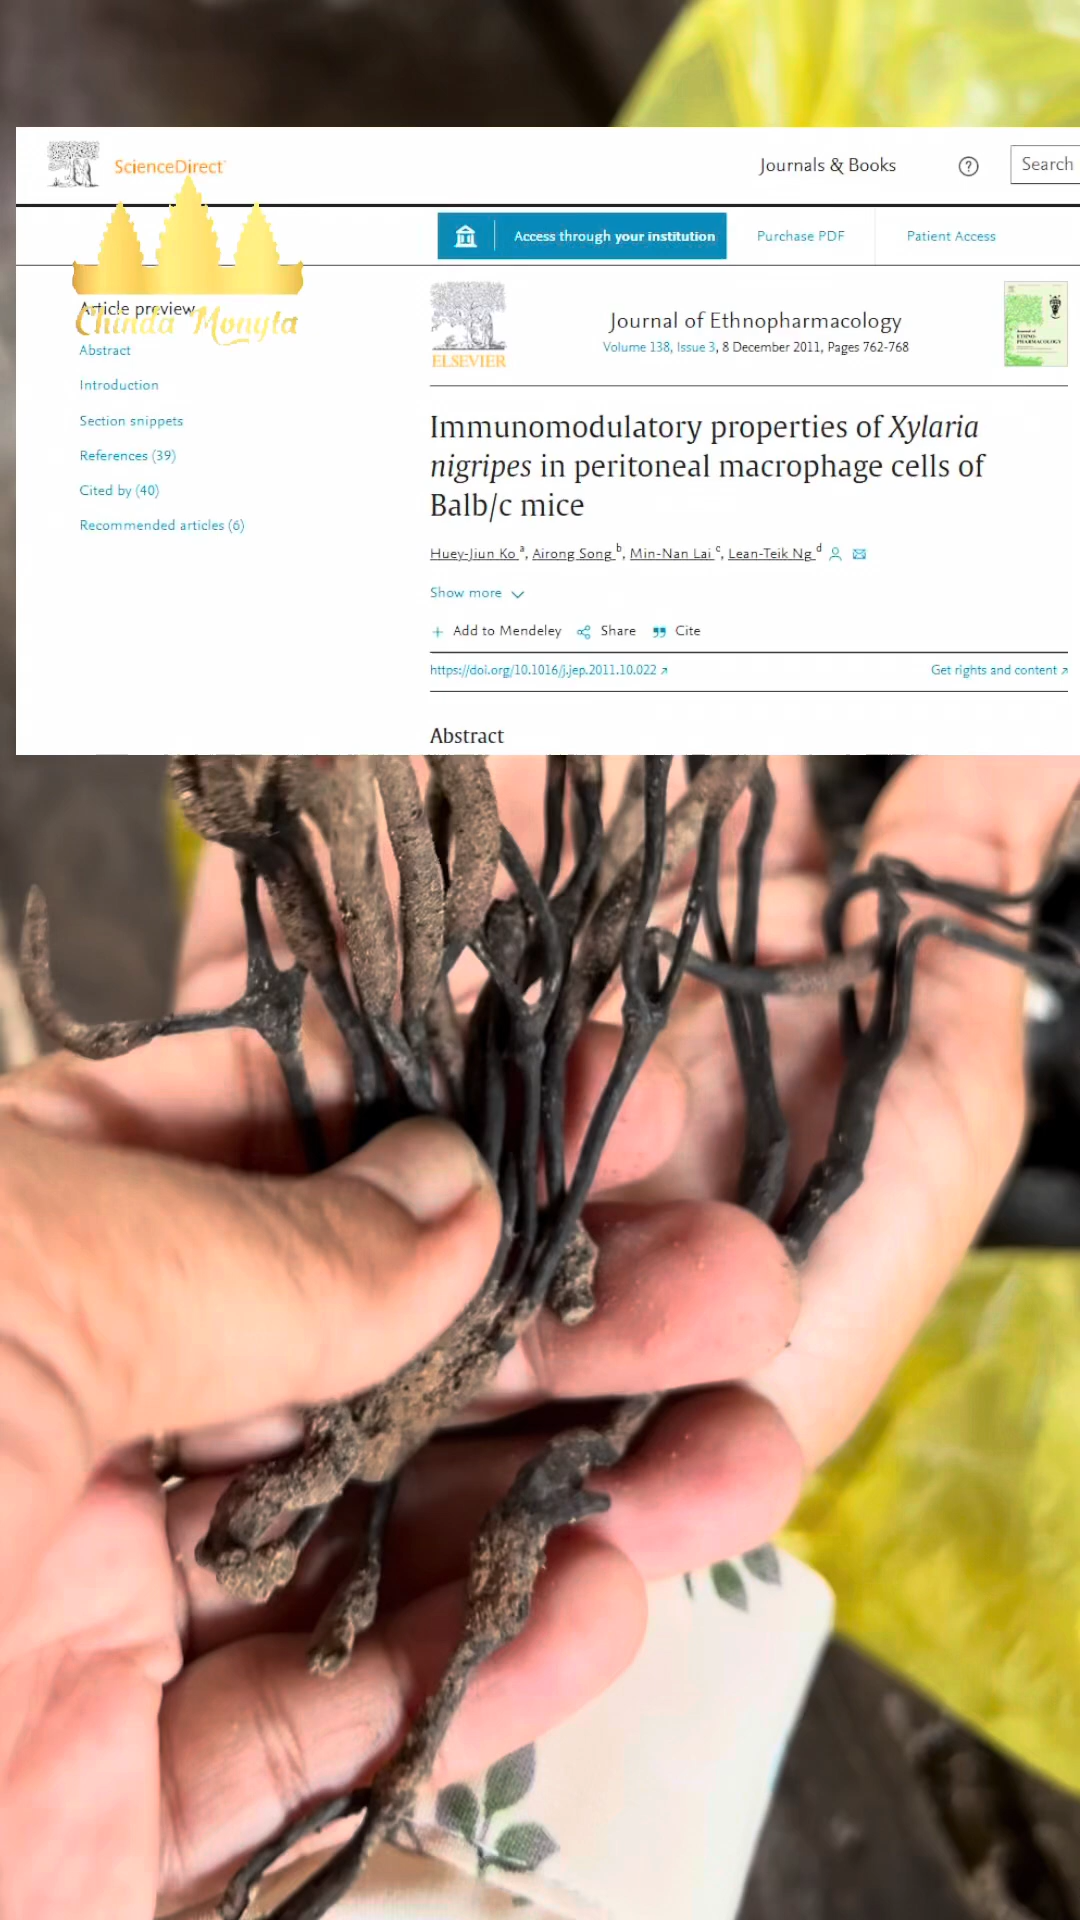 ScienceDirect
Journals & Books
Search
Access through your institution
Purchase PDF
Patient Access
Chinda Monyta
Article preview
Abstract
Introduction
Section snippets
References (39)
Cited by (40)
Recommended articles (6)
ELSEVIER
Journal of Ethnopharmacology
Volume 138, Issue 3, 8 December 2011, Pages 762-768
Immunomodulatory properties of Xylaria
nigripes in peritoneal macrophage cells of
Balb/c mice
Huey-Jiun Ko a, Airong Song b, Min-Nan Lai c, Lean-Teik Ng d
Show more
Add to Mendeley
Share
Cite
https://doi.org/10.1016/j.jep.2011.10.022
Get rights and content
Abstract